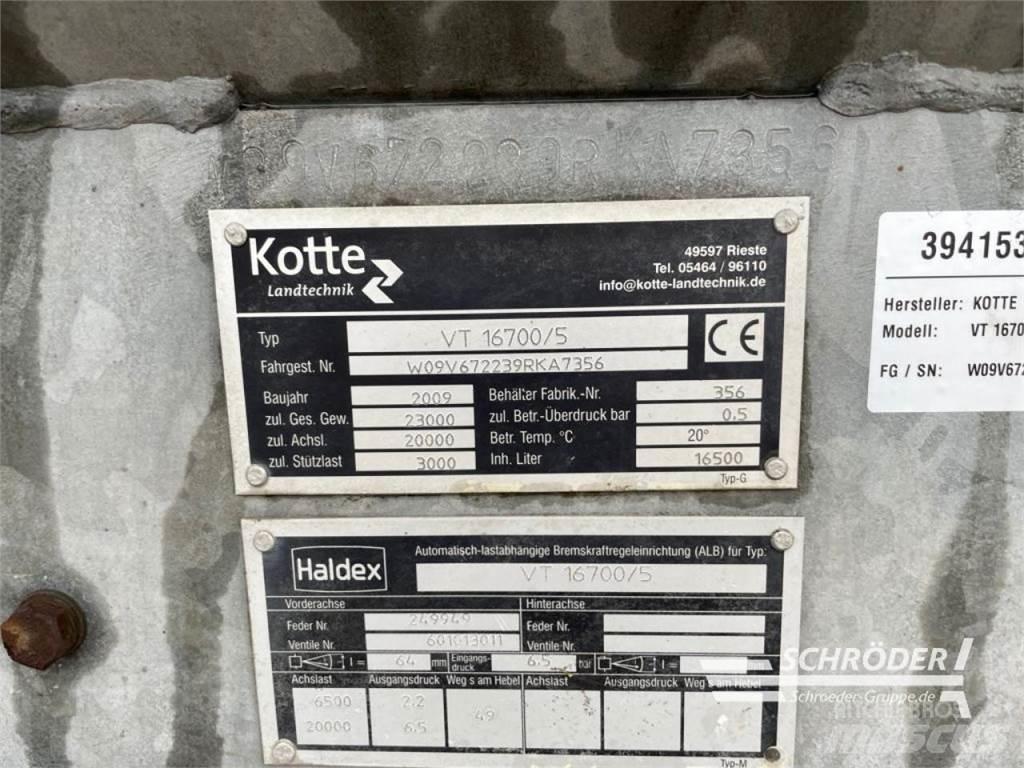 09V672239RKA7356
Kotte
Landtechnik
49597 Rieste
Tel. 05464 / 96110
info@kotte-landtechnik.de
Typ VT 16700/5 CE
Fahrgest. Nr. W09V672239RKA7356
Baujahr 2009 Behälter Fabrik.-Nr. 356
zul. Ges. Gew. 23000 zul. Betr.-Überdruck bar 0.5
zul. Achsl. 20000 Betr. Temp. °C 20°
zul. Stützlast 3000 Inh. Liter 16500
Typ-G
394153
Hersteller: KOTTE
Modell: VT 1670
FG / SN: W09V672
Haldex
Automatisch-lastabhängige Bremskraftregeleinrichtung (ALB) für Typ:
VT 16700/5
Vorderachse Hinterachse
Feder Nr. 249949 Feder Nr.
Ventile Nr. 601013011 Ventile Nr.
l = 64 mm Eingangs-druck 6.5 bar l =
Achslast Ausgangsdruck Weg s am Hebel Achslast Ausgangsdruck Weg s am Hebel
6500 2.2 49
20000 6.5
Typ-M
SCHRÖDER
Schroeder-Gruppe.de